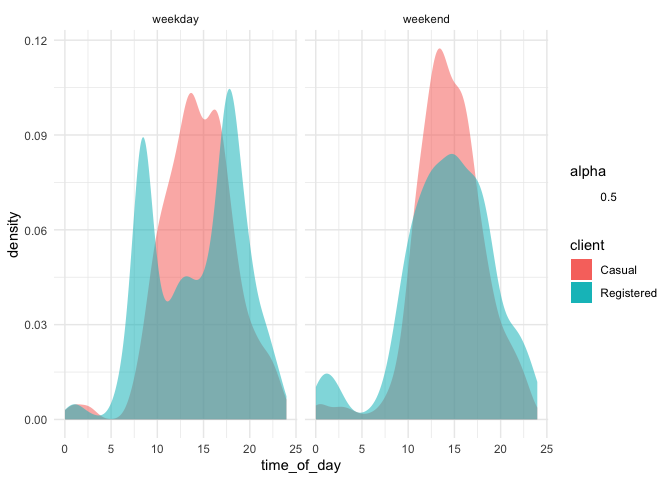 weekday weekend
0.12
0.09
0.06
0.03
0.00
density
0 5 10 15 20 25 0 5 10 15 20 25
time_of_day
alpha
0.5
client
Casual
Registered